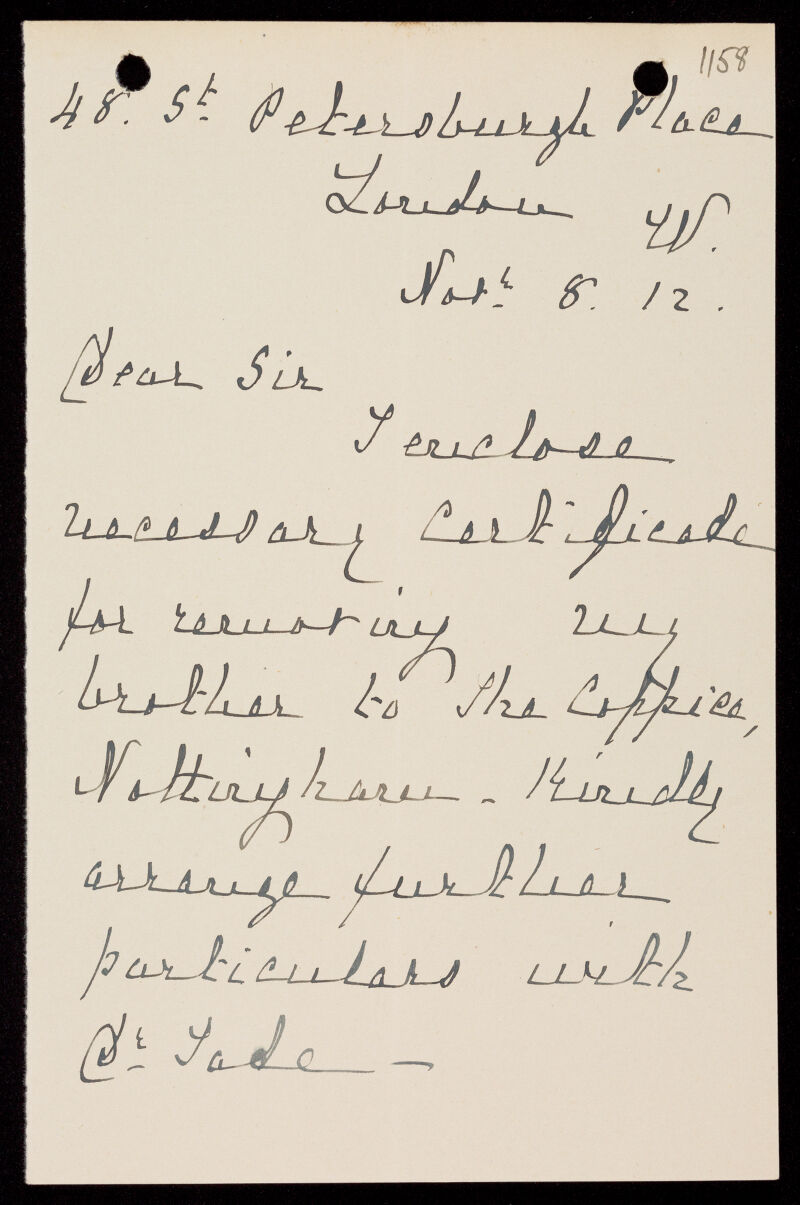 1158
48. St Petersburgh Place
London W.
Novr 8. 12.
Dear Sir
I enclose
necessary Certificate
for removing my
brother to The Coppice,
Nottingham - Kindly
arrange further
particulars with
Dr Tate —